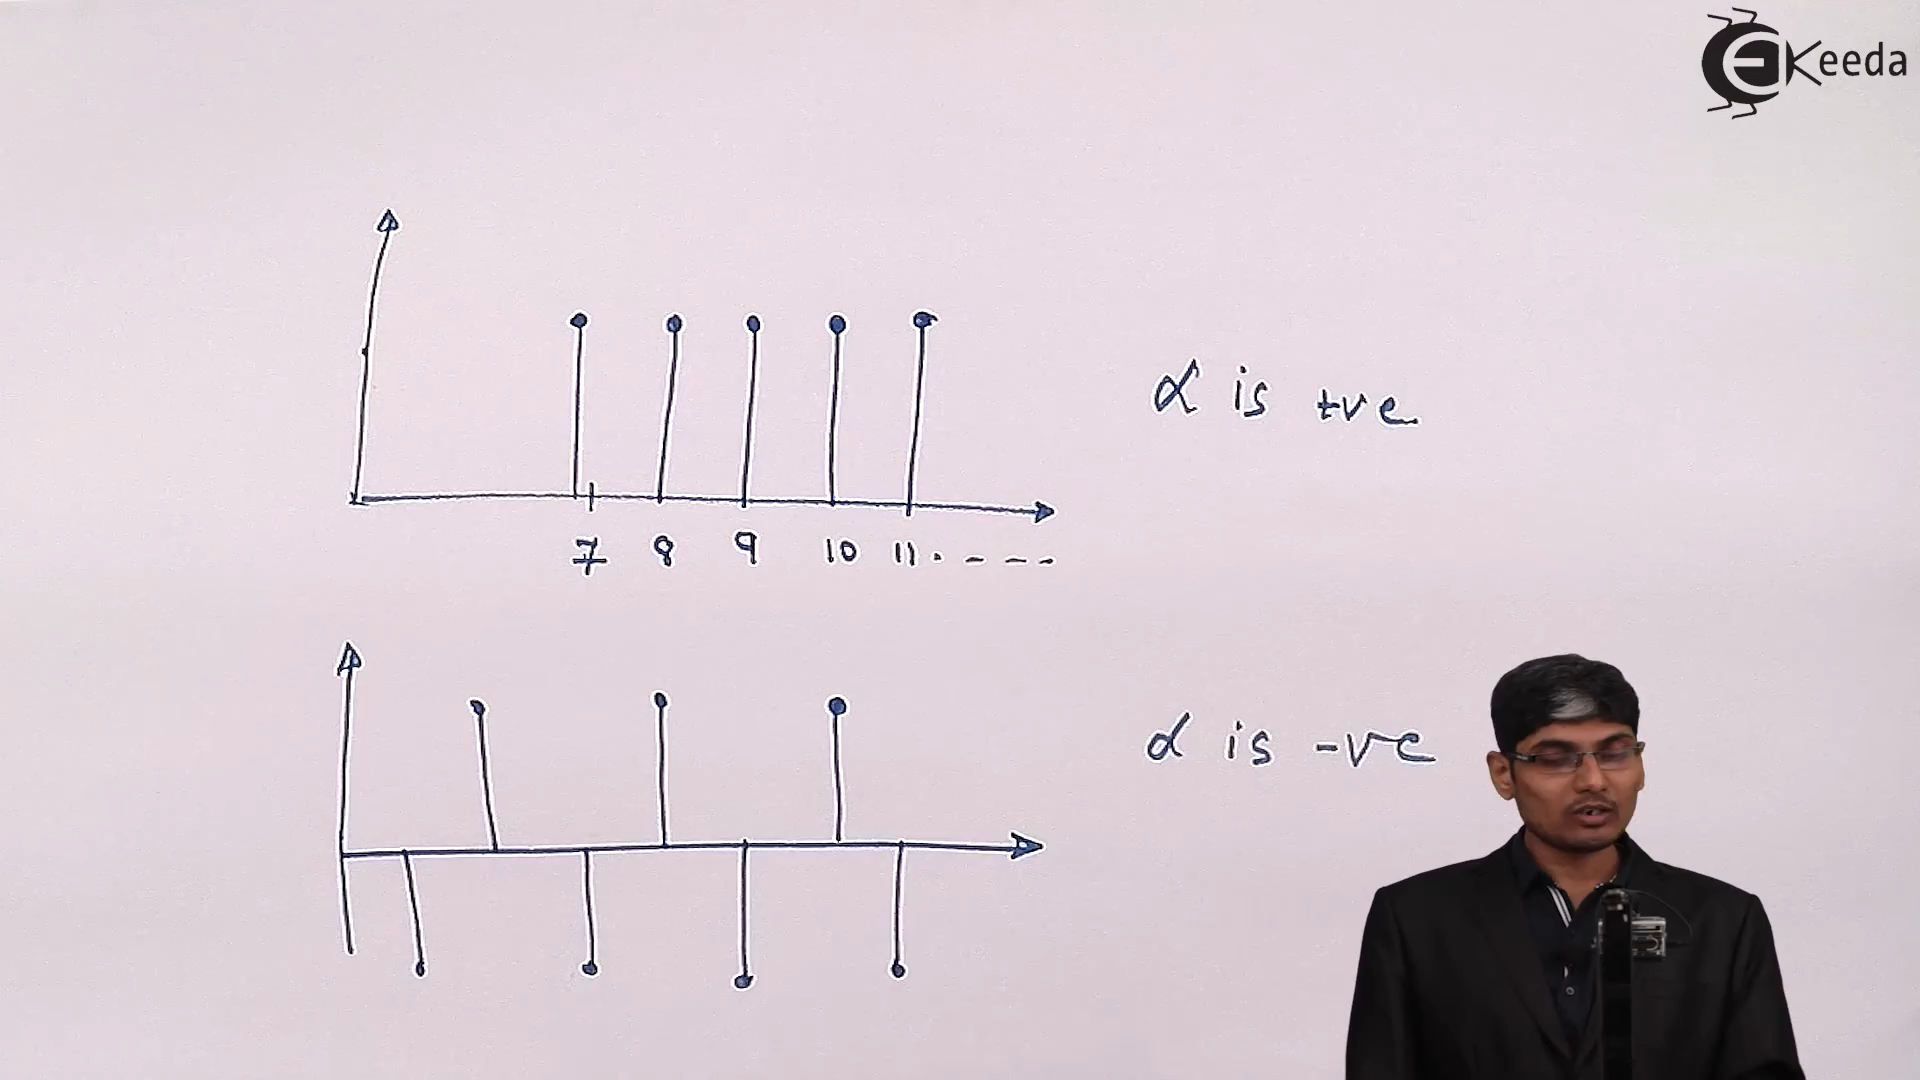 Keeda
α is +ve
7 8 9 10 11 . - - - -
α is -ve